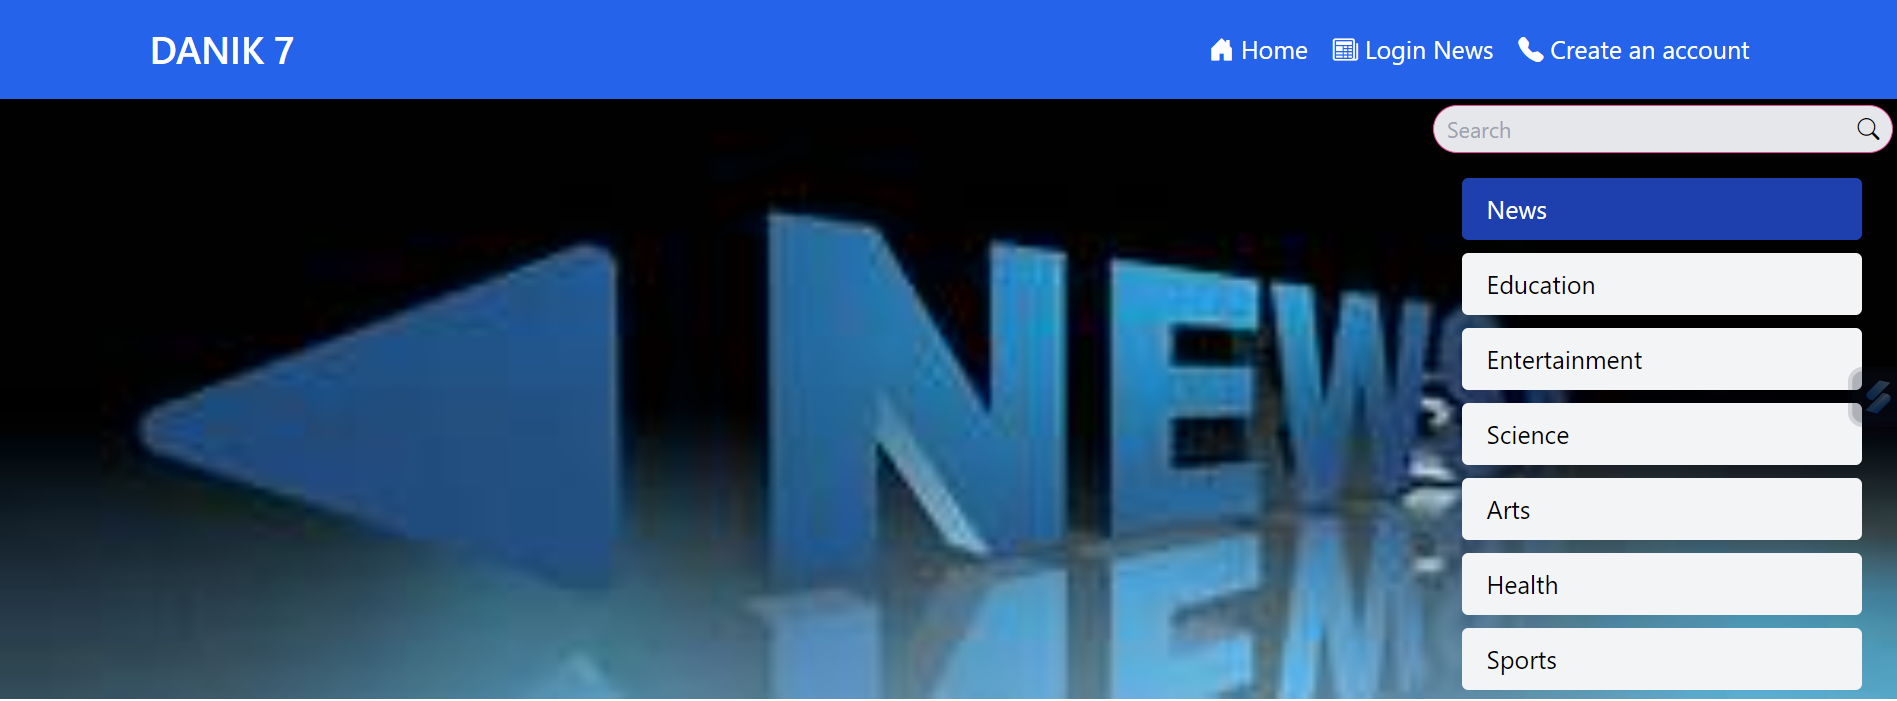 DANIK 7
Home
Login News
Create an account
Search
News
Education
Entertainment
Science
Arts
Health
Sports
NEWS